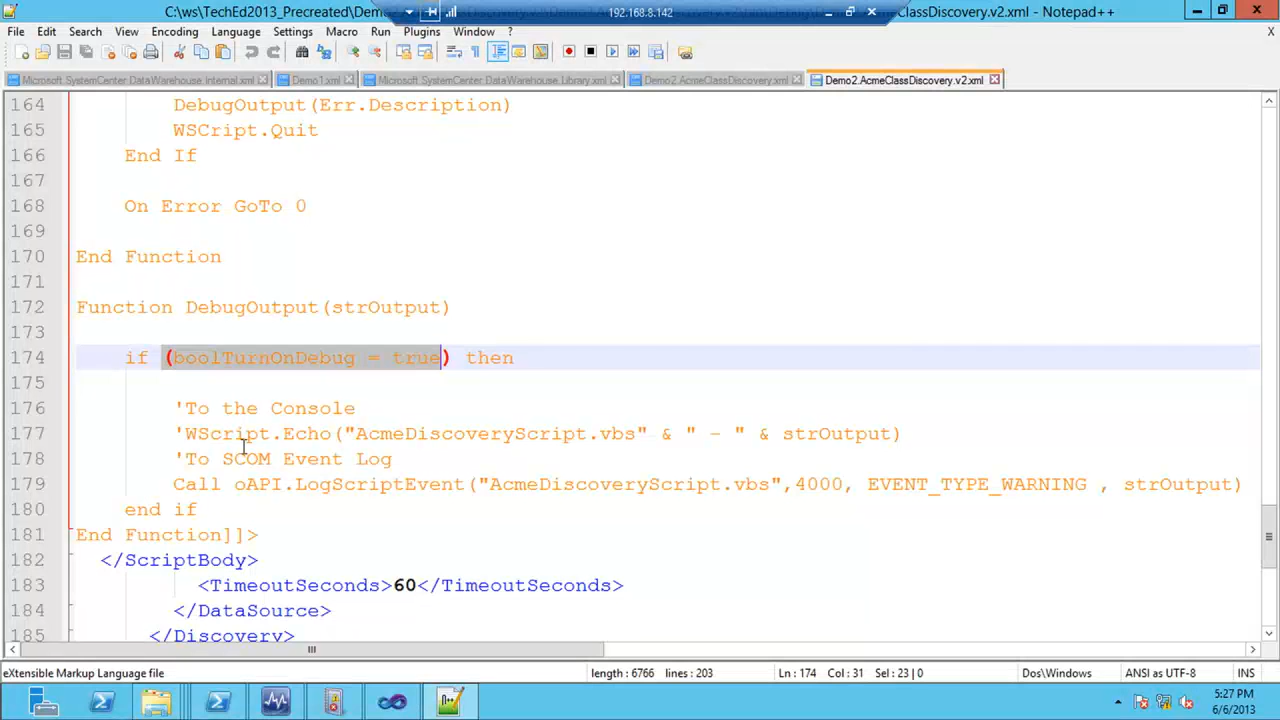 C:\ws\TechEd2013_Precreated\Demo
192.168.8.142
ClassDiscovery.v2.xml - Notepad++
File Edit Search View Encoding Language Settings Macro Run Plugins Window ? X
Microsoft.SystemCenter.DataWarehouse.Internal.xml Demo1.xml Microsoft.SystemCenter.DataWarehouse.Library.xml Demo2.AcmeClassDiscovery.xml Demo2.AcmeClassDiscovery.v2.xml
164 DebugOutput(Err.Description)
165 WSCript.Quit
166 End If
167
168 On Error GoTo 0
169
170 End Function
171
172 Function DebugOutput(strOutput)
173
174 if (boolTurnOnDebug = true) then
175
176 'To the Console
177 'WScript.Echo("AcmeDiscoveryScript.vbs" & " - " & strOutput)
178 'To SCOM Event Log
179 Call oAPI.LogScriptEvent("AcmeDiscoveryScript.vbs",4000, EVENT_TYPE_WARNING , strOutput)
180 end if
181 End Function]]>
182 </ScriptBody>
183 <TimeoutSeconds>60</TimeoutSeconds>
184 </DataSource>
185 </Discovery>
eXtensible Markup Language file length : 6766 lines : 203 Ln : 174 Col : 31 Sel : 23 | 0 Dos\Windows ANSI as UTF-8 INS
5:27 PM
6/6/2013